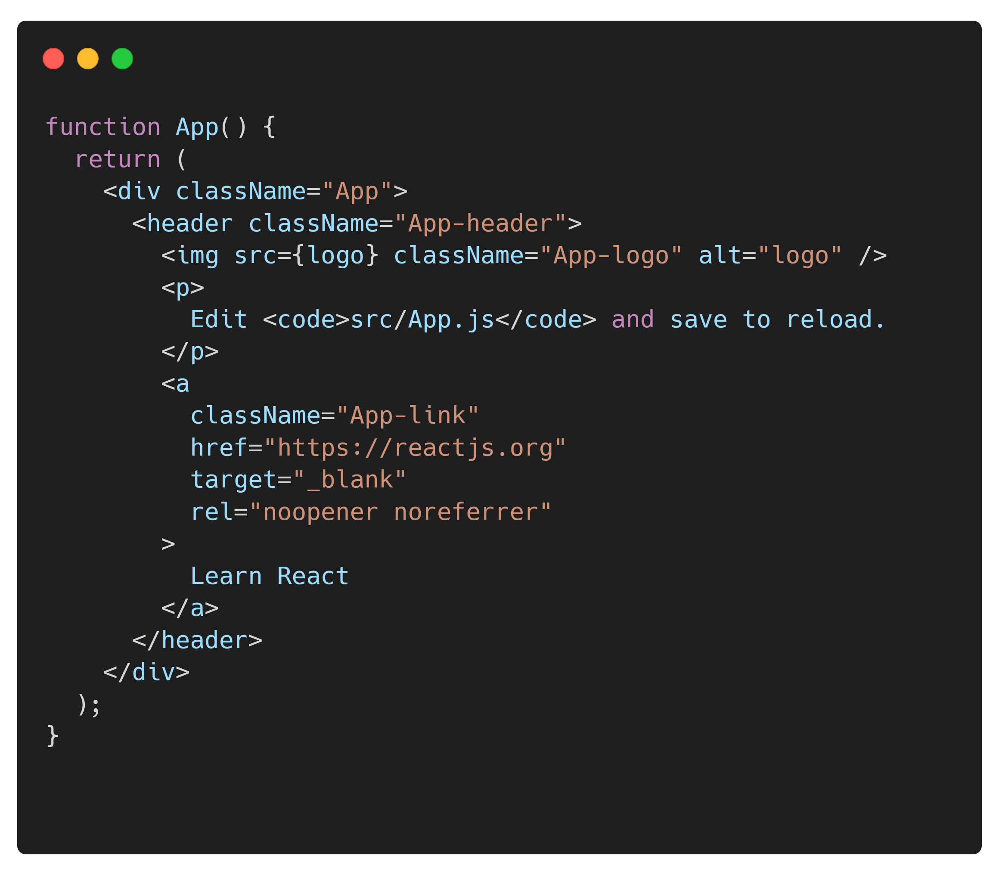 function App() {
  return (
    <div className="App">
      <header className="App-header">
        <img src={logo} className="App-logo" alt="logo" />
        <p>
          Edit <code>src/App.js</code> and save to reload.
        </p>
        <a
          className="App-link"
          href="https://reactjs.org"
          target="_blank"
          rel="noopener noreferrer"
        >
          Learn React
        </a>
      </header>
    </div>
  );
}